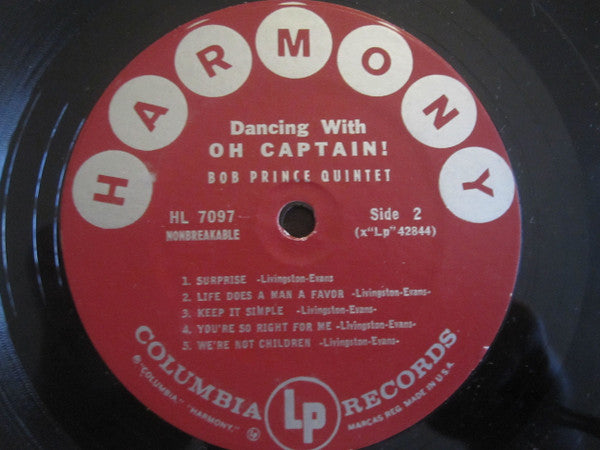 HARMONY
Dancing With
OH CAPTAIN!
BOB PRINCE QUINTET
HL 7097
NONBREAKABLE
Side 2
(x"Lp" 42844)
1. SURPRISE -Livingston-Evans
2. LIFE DOES A MAN A FAVOR -Livingston-Evans-
3. KEEP IT SIMPLE -Livingston-Evans-
4. YOU'RE SO RIGHT FOR ME -Livingston-Evans-
5. WE'RE NOT CHILDREN -Livingston-Evans-
COLUMBIA Lp RECORDS
® "COLUMBIA," "HARMONY," Lp
MARCAS REG. MADE IN U.S.A.